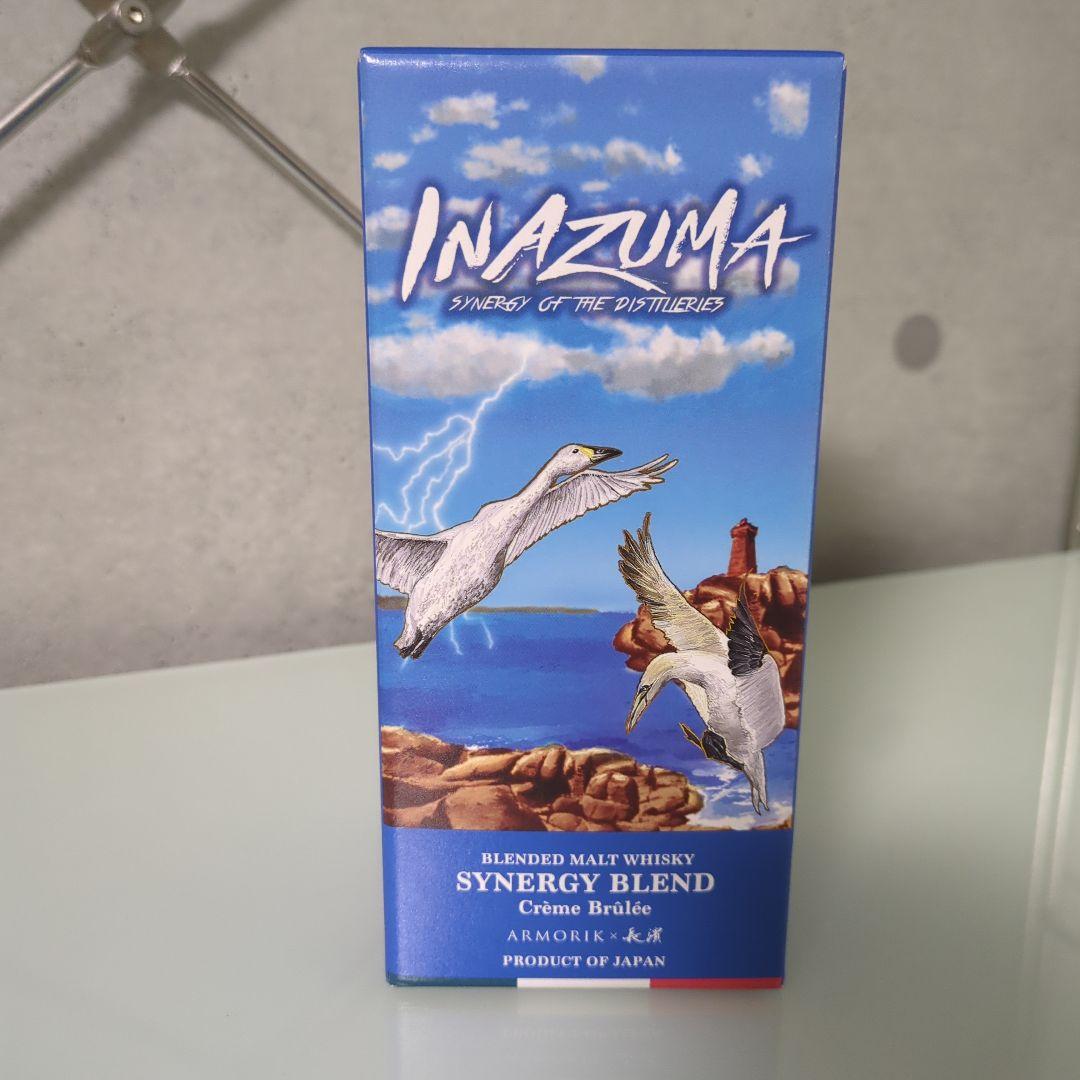 INAZUMA
SYNERGY OF THE DISTILLERIES
BLENDED MALT WHISKY
SYNERGY BLEND
Crème Brûlée
ARMORIK × 長濱
PRODUCT OF JAPAN